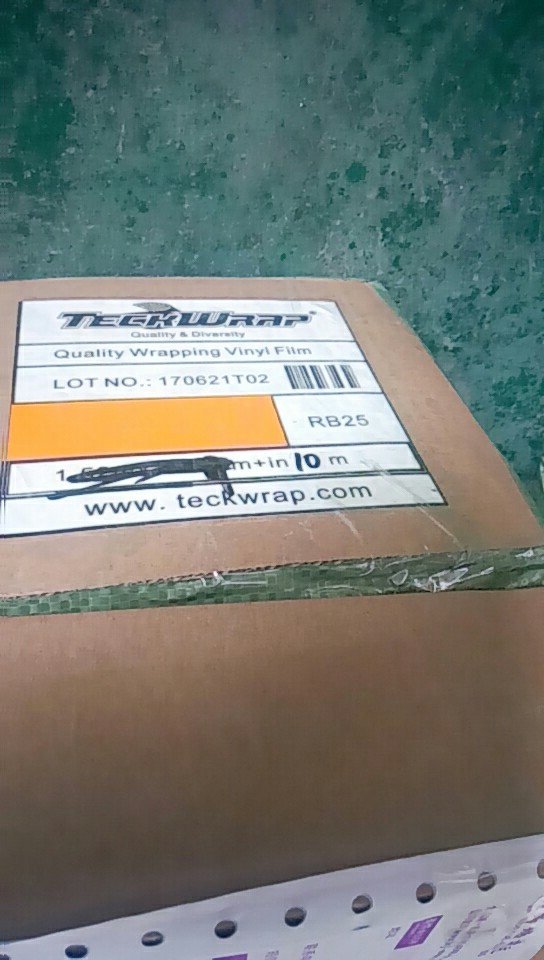 TECKWRAP®
Quality & Diversity
Quality Wrapping Vinyl Film
LOT NO.: 170621T02
RB25
m+in 10 m
www. teckwrap.com